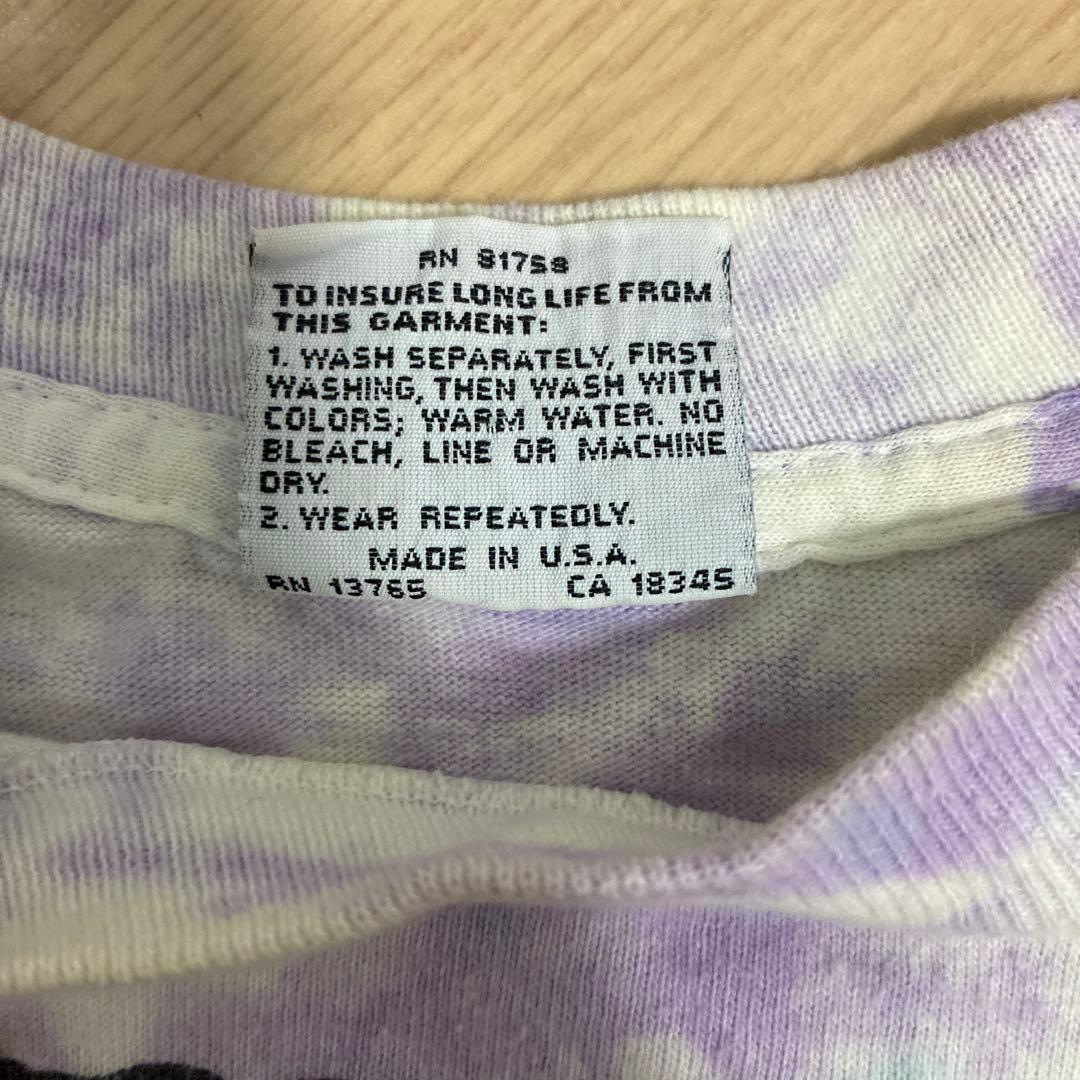 RN 81758
TO INSURE LONG LIFE FROM
THIS GARMENT:
1. WASH SEPARATELY, FIRST
WASHING, THEN WASH WITH
COLORS; WARM WATER. NO
BLEACH, LINE OR MACHINE
DRY.
2. WEAR REPEATEDLY.
MADE IN U.S.A.
RN 13765 CA 18345